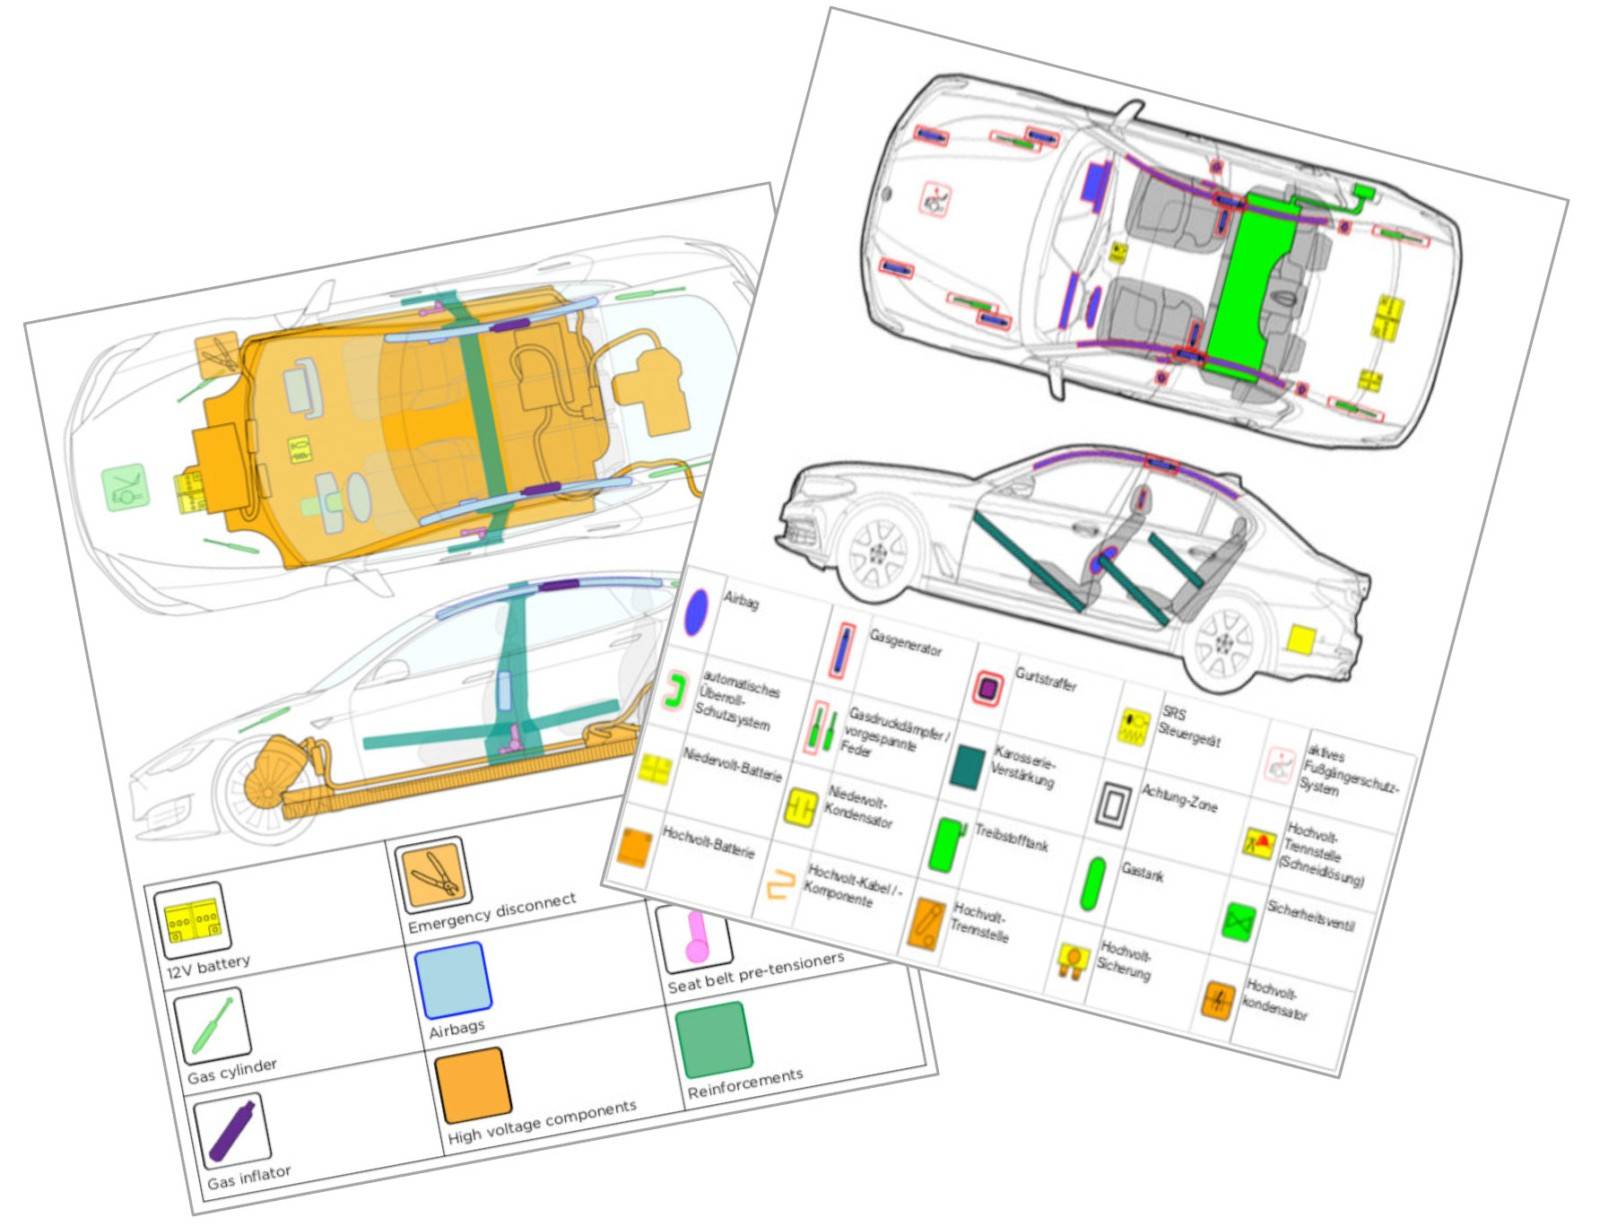 12V battery
Emergency disconnect
Gas cylinder
Airbags
Seat belt pre-tensioners
Gas inflator
High voltage components
Reinforcements
Airbag
Gasgenerator
Gurtstraffer
SRS
Steuergerät
aktives
Fußgängerschutz-
System
automatisches
Überroll-
Schutzsystem
Gasdruckdämpfer /
vorgespannte
Feder
Karosserie-
Verstärkung
Achtung-Zone
Hochvolt-
Trennstelle
(Schneidlösung)
Niedervolt-Batterie
Niedervolt-
Kondensator
Treibstofftank
Gastank
Sicherheitsventil
Hochvolt-Batterie
Hochvolt-Kabel / -
Komponente
Hochvolt-
Trennstelle
Hochvolt-
Sicherung
Hochvolt-
kondensator